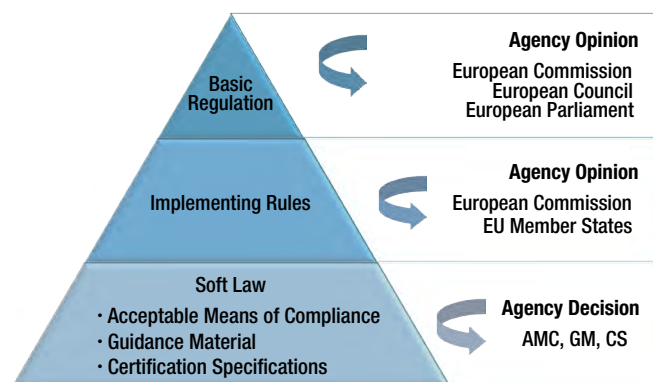 Basic
Regulation
Agency Opinion
European Commission
European Council
European Parliament
Implementing Rules
Agency Opinion
European Commission
EU Member States
Soft Law
· Acceptable Means of Compliance
· Guidance Material
· Certification Specifications
Agency Decision
AMC, GM, CS